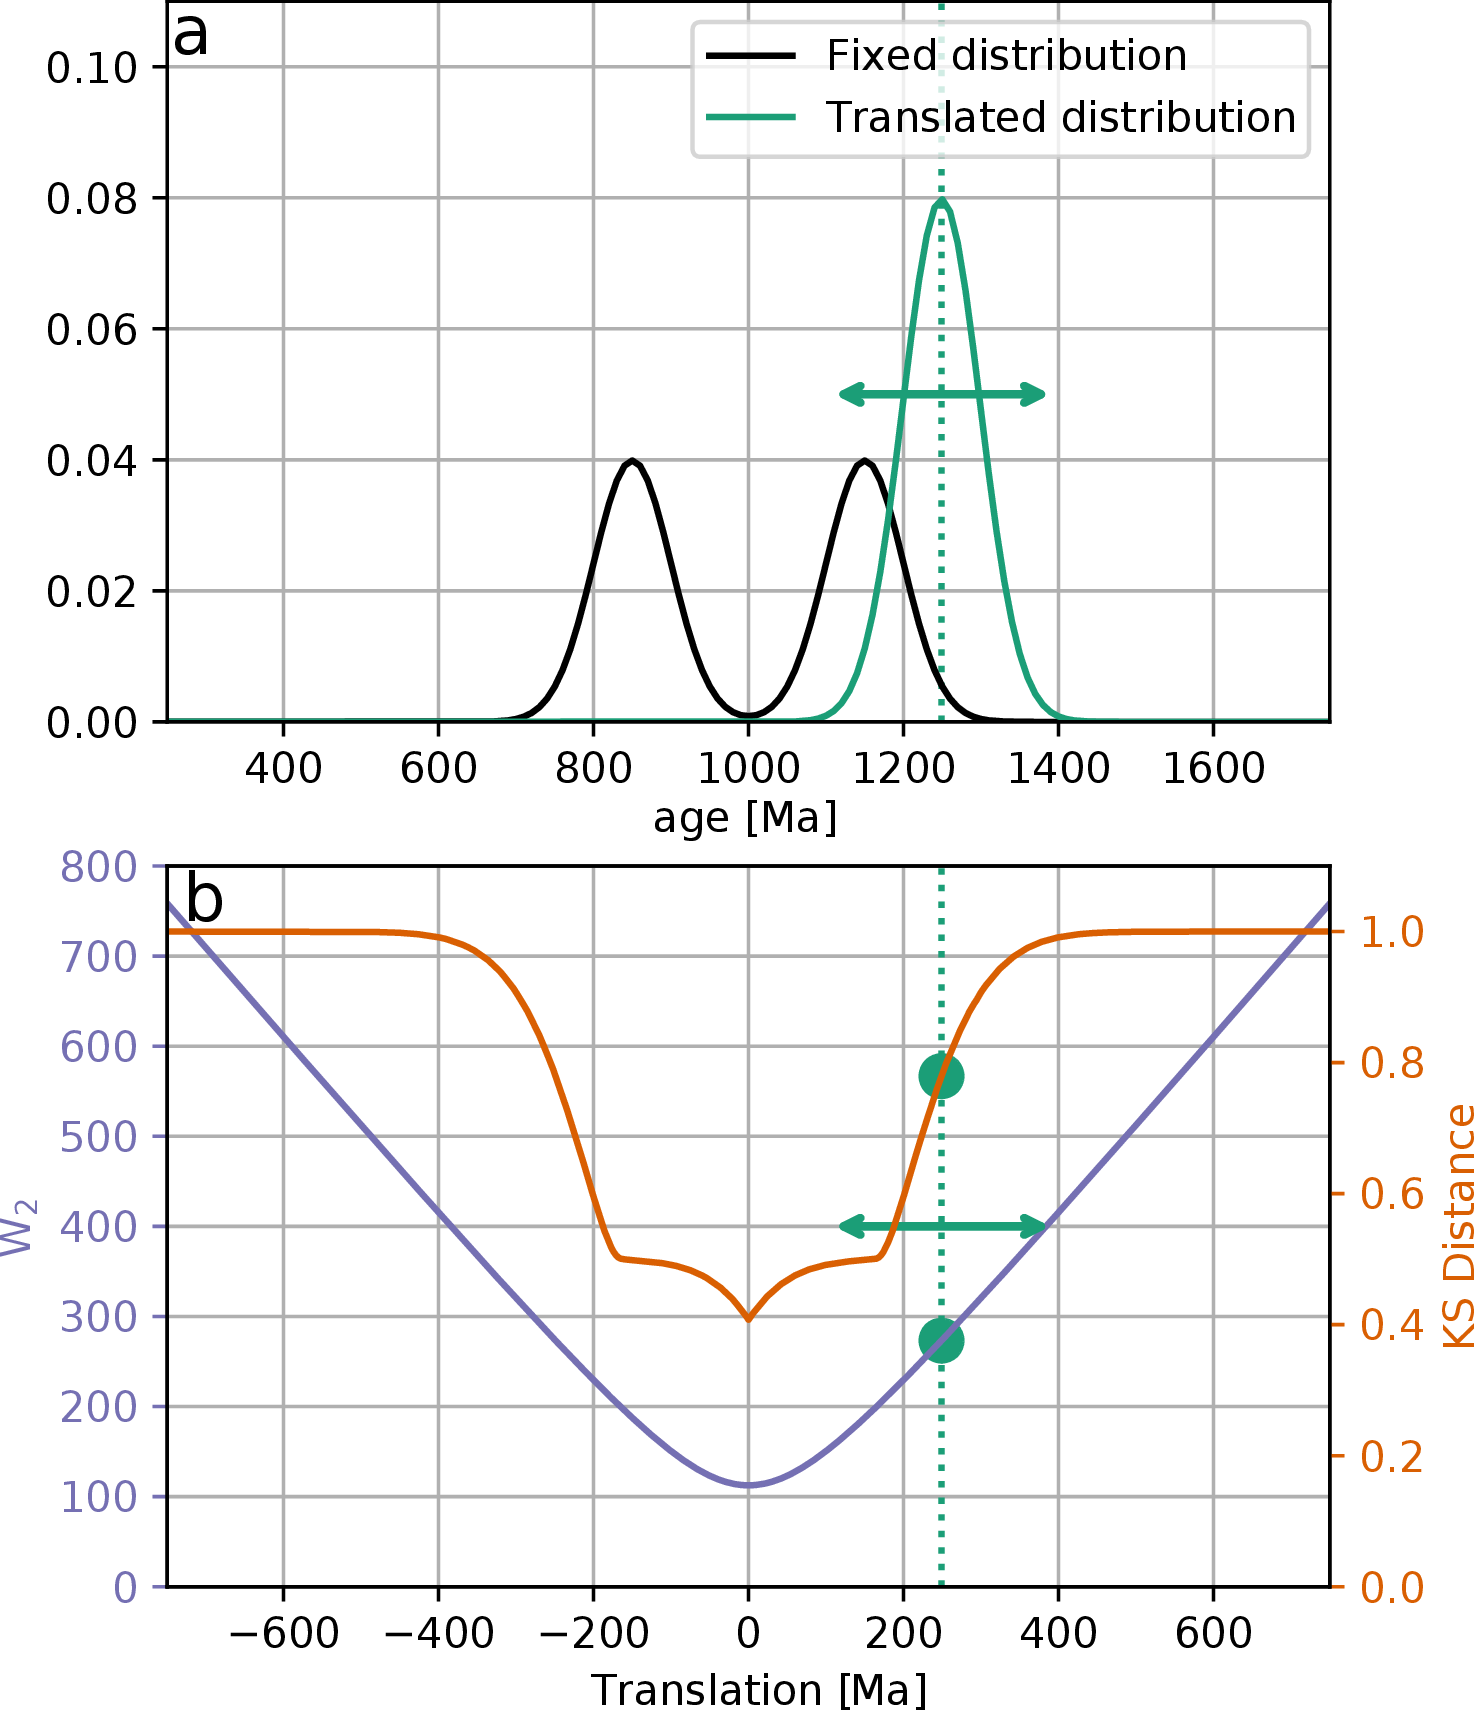 a
Fixed distribution
Translated distribution
0.10
0.08
0.06
0.04
0.02
0.00
400 600 800 1000 1200 1400 1600
age [Ma]
b
800
700
600
500
400
300
200
100
0
W₂
1.0
0.8
0.6
0.4
0.2
0.0
KS Distance
−600 −400 −200 0 200 400 600
Translation [Ma]